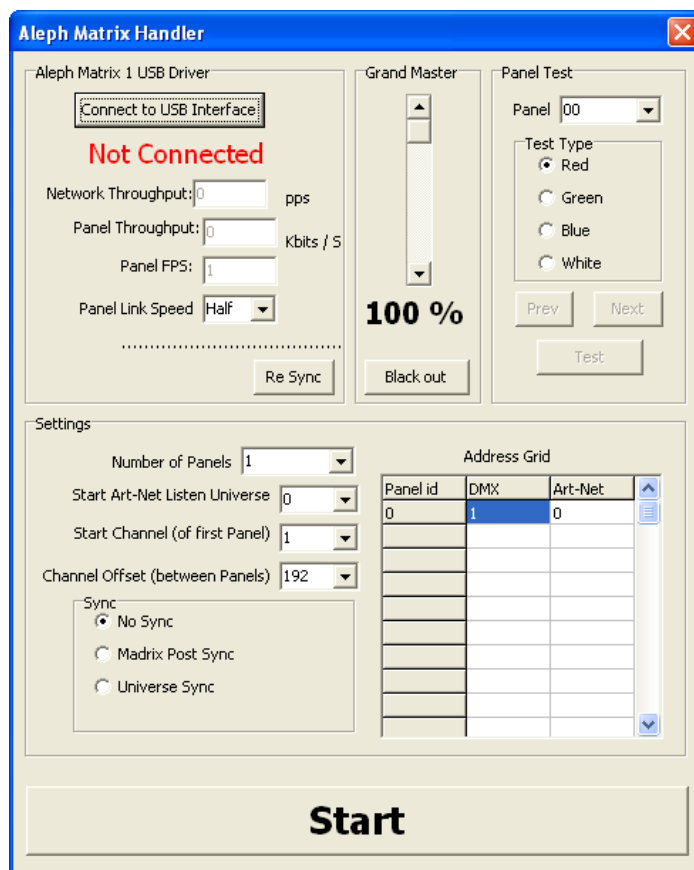 Aleph Matrix Handler
Aleph Matrix 1 USB Driver
Connect to USB Interface
Not Connected
Network Throughput: 0 pps
Panel Throughput: 0 Kbits / S
Panel FPS: 1
Panel Link Speed Half
Re Sync
Grand Master
100 %
Black out
Panel Test
Panel 00
Test Type
Red
Green
Blue
White
Prev Next
Test
Settings
Number of Panels 1
Start Art-Net Listen Universe 0
Start Channel (of first Panel) 1
Channel Offset (between Panels) 192
Sync
No Sync
Madrix Post Sync
Universe Sync
Address Grid
Panel id DMX Art-Net
0 1 0
Start